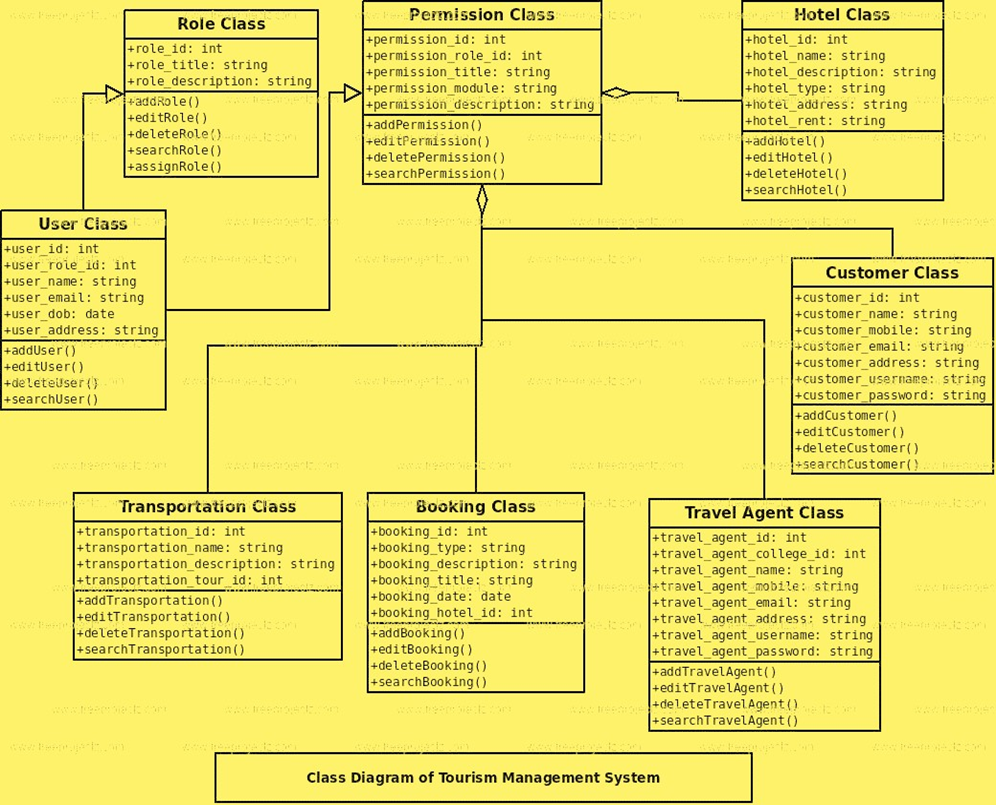 Role Class
+role_id: int
+role_title: string
+role_description: string
+addRole()
+editRole()
+deleteRole()
+searchRole()
+assignRole()
Permission Class
+permission_id: int
+permission_role_id: int
+permission_title: string
+permission_module: string
+permission_description: string
+addPermission()
+editPermission()
+deletePermission()
+searchPermission()
Hotel Class
+hotel_id: int
+hotel_name: string
+hotel_description: string
+hotel_type: string
+hotel_address: string
+hotel_rent: string
+addHotel()
+editHotel()
+deleteHotel()
+searchHotel()
User Class
+user_id: int
+user_role_id: int
+user_name: string
+user_email: string
+user_dob: date
+user_address: string
+addUser()
+editUser()
+deleteUser()
+searchUser()
Customer Class
+customer_id: int
+customer_name: string
+customer_mobile: string
+customer_email: string
+customer_address: string
+customer_username: string
+customer_password: string
+addCustomer()
+editCustomer()
+deleteCustomer()
+searchCustomer()
Transportation Class
+transportation_id: int
+transportation_name: string
+transportation_description: string
+transportation_tour_id: int
+addTransportation()
+editTransportation()
+deleteTransportation()
+searchTransportation()
Booking Class
+booking_id: int
+booking_type: string
+booking_description: string
+booking_title: string
+booking_date: date
+booking_hotel_id: int
+addBooking()
+editBooking()
+deleteBooking()
+searchBooking()
Travel Agent Class
+travel_agent_id: int
+travel_agent_college_id: int
+travel_agent_name: string
+travel_agent_mobile: string
+travel_agent_email: string
+travel_agent_address: string
+travel_agent_username: string
+travel_agent_password: string
+addTravelAgent()
+editTravelAgent()
+deleteTravelAgent()
+searchTravelAgent()
Class Diagram of Tourism Management System